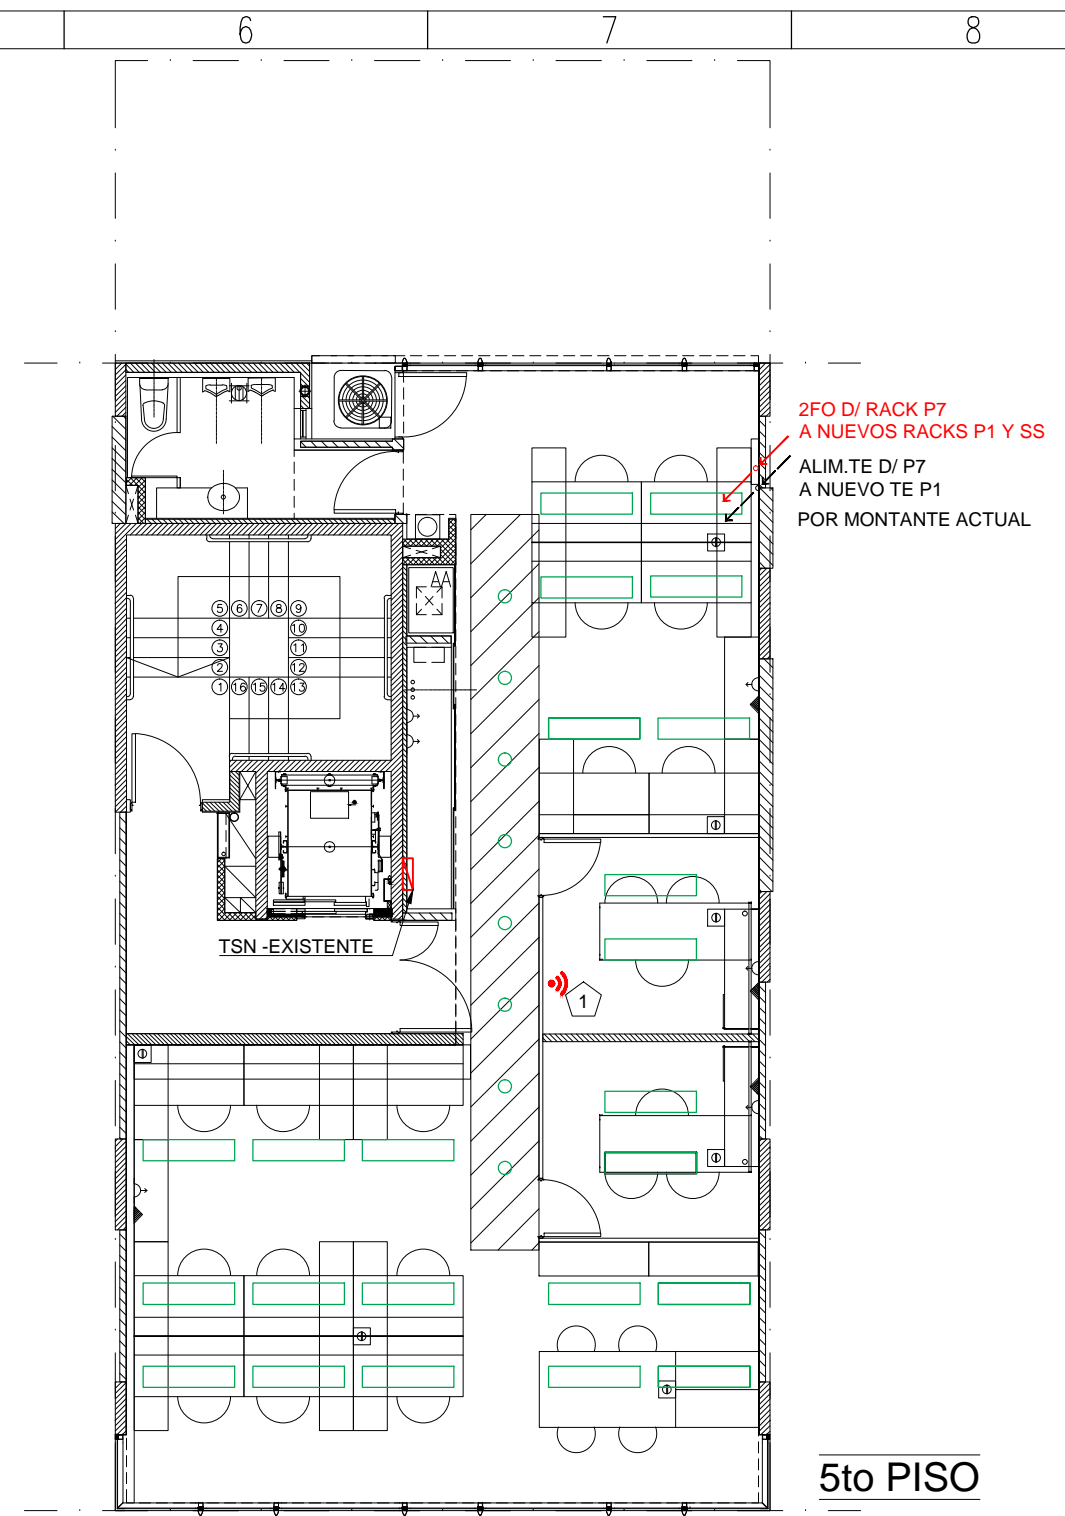 6
7
8
2FO D/ RACK P7
A NUEVOS RACKS P1 Y SS
ALIM.TE D/ P7
A NUEVO TE P1
POR MONTANTE ACTUAL
AA
5 6 7 8 9
4 10
3 11
2 12
1 16 15 14 13
TSN -EXISTENTE
1
5to PISO